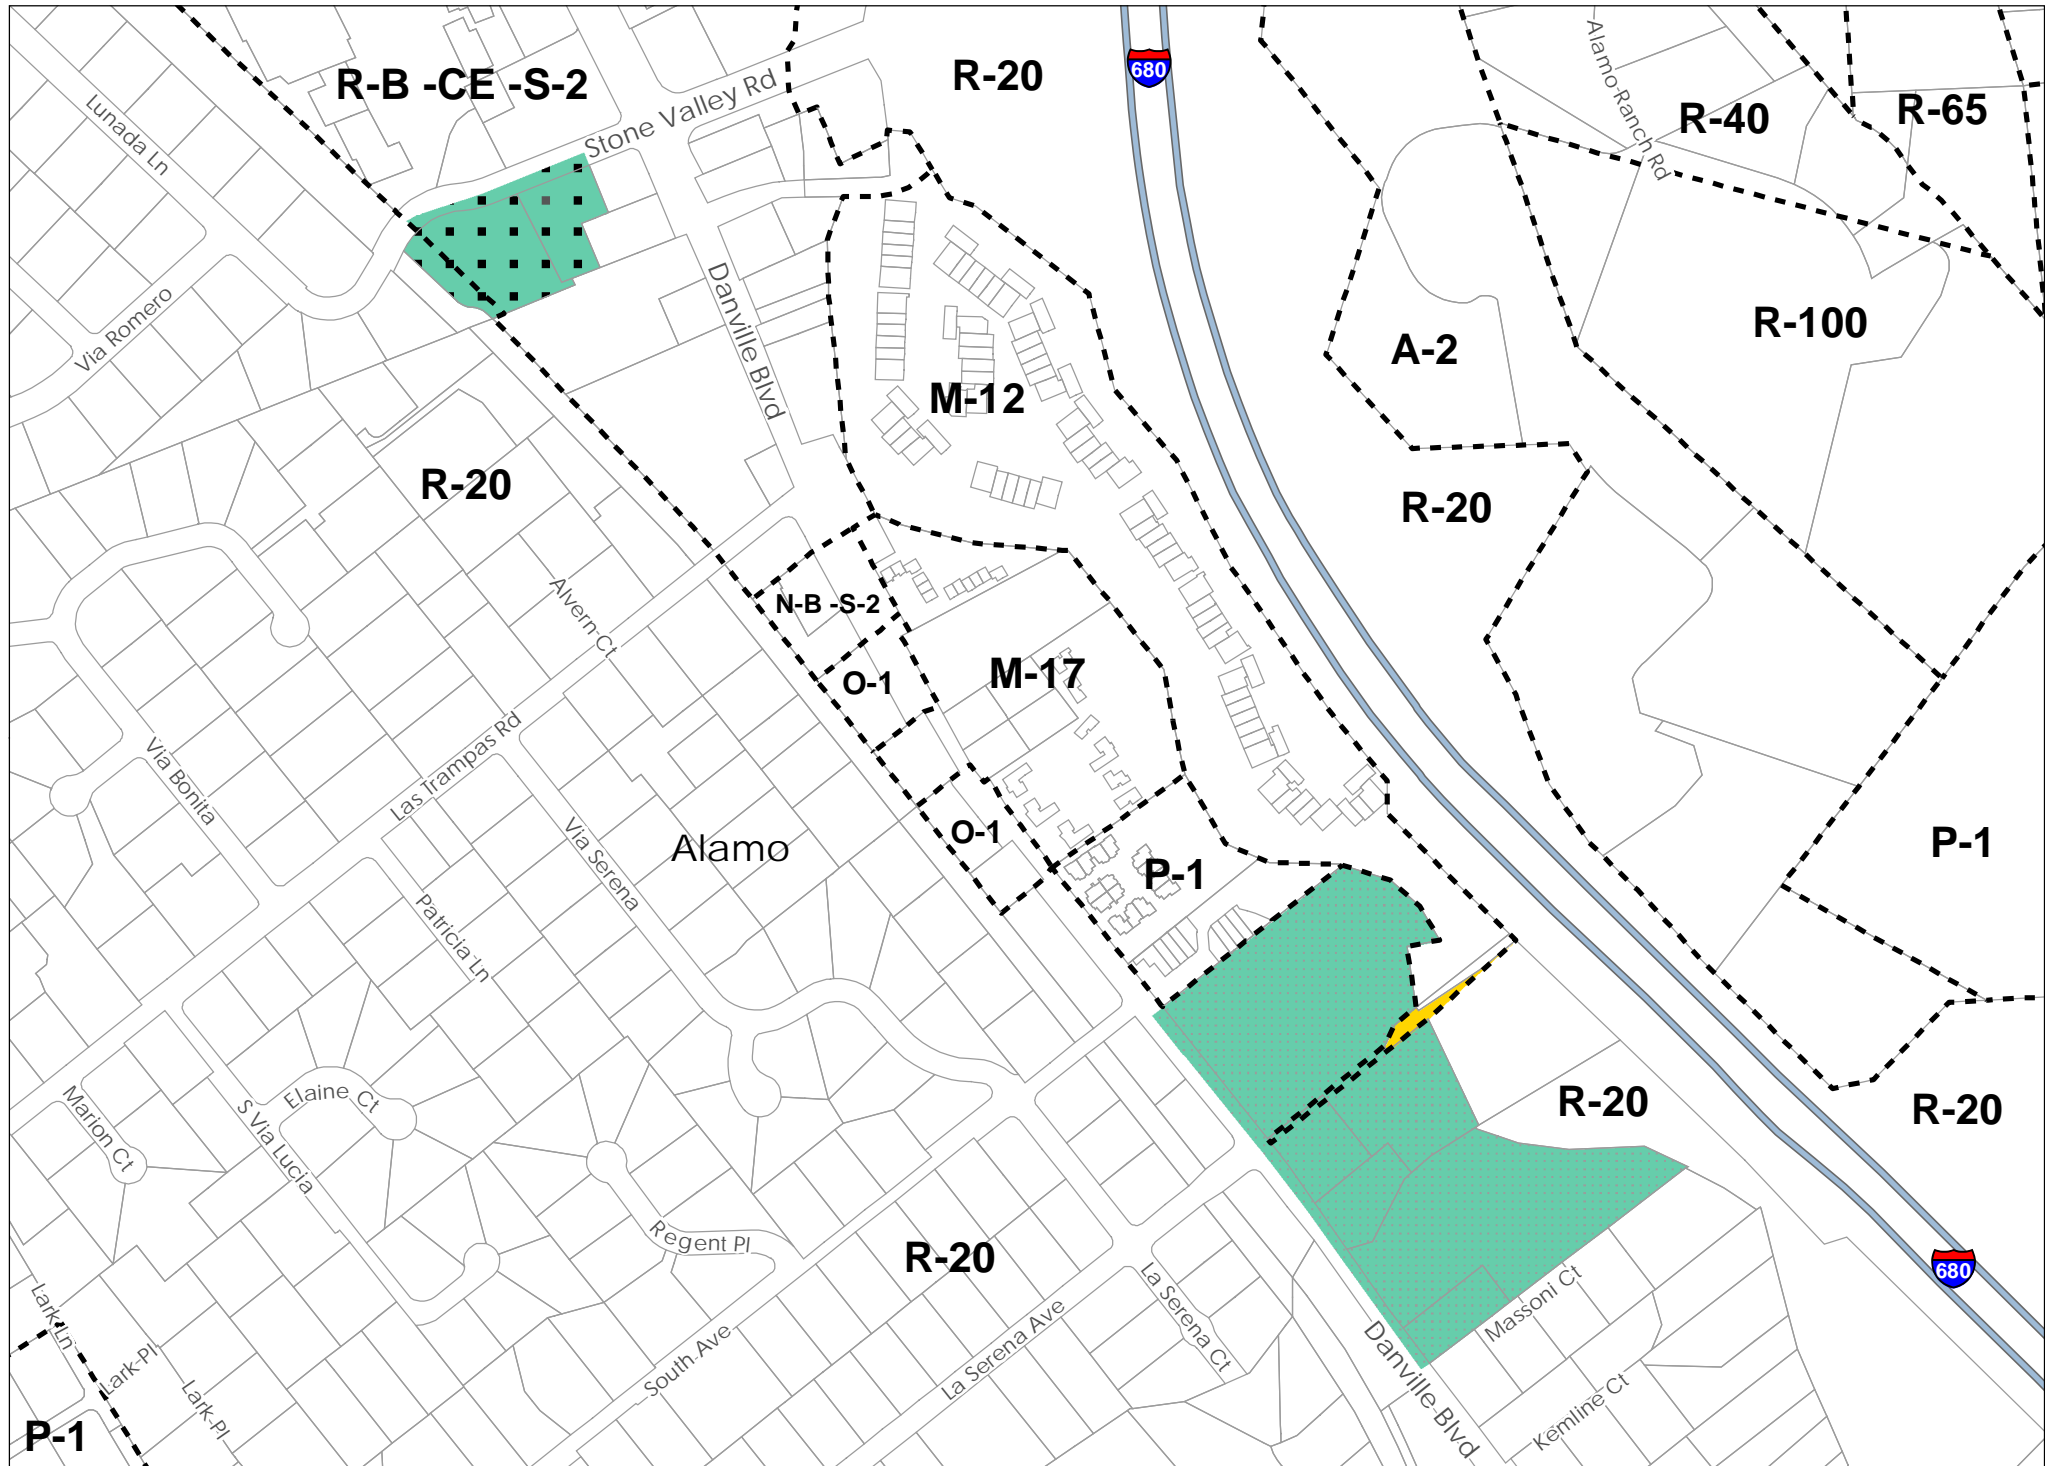 R-B -CE -S-2
R-20
680
Alamo Ranch Rd
R-40
R-65
Lunada Ln
Stone Valley Rd
Via Romero
Danville Blvd
A-2
R-100
M-12
R-20
R-20
Alvern Ct
N-B -S-2
O-1
M-17
Via Bonita
Las Trampas Rd
Alamo
Via Serena
O-1
P-1
P-1
Patricia Ln
Marion Ct
Elaine Ct
S Via Lucia
R-20
R-20
Regent Pl
R-20
La Serena Ct
680
Massoni Ct
Lark Ln
Lark Pl
Lark Pl
South Ave
La Serena Ave
Danville Blvd
Kemline Ct
P-1